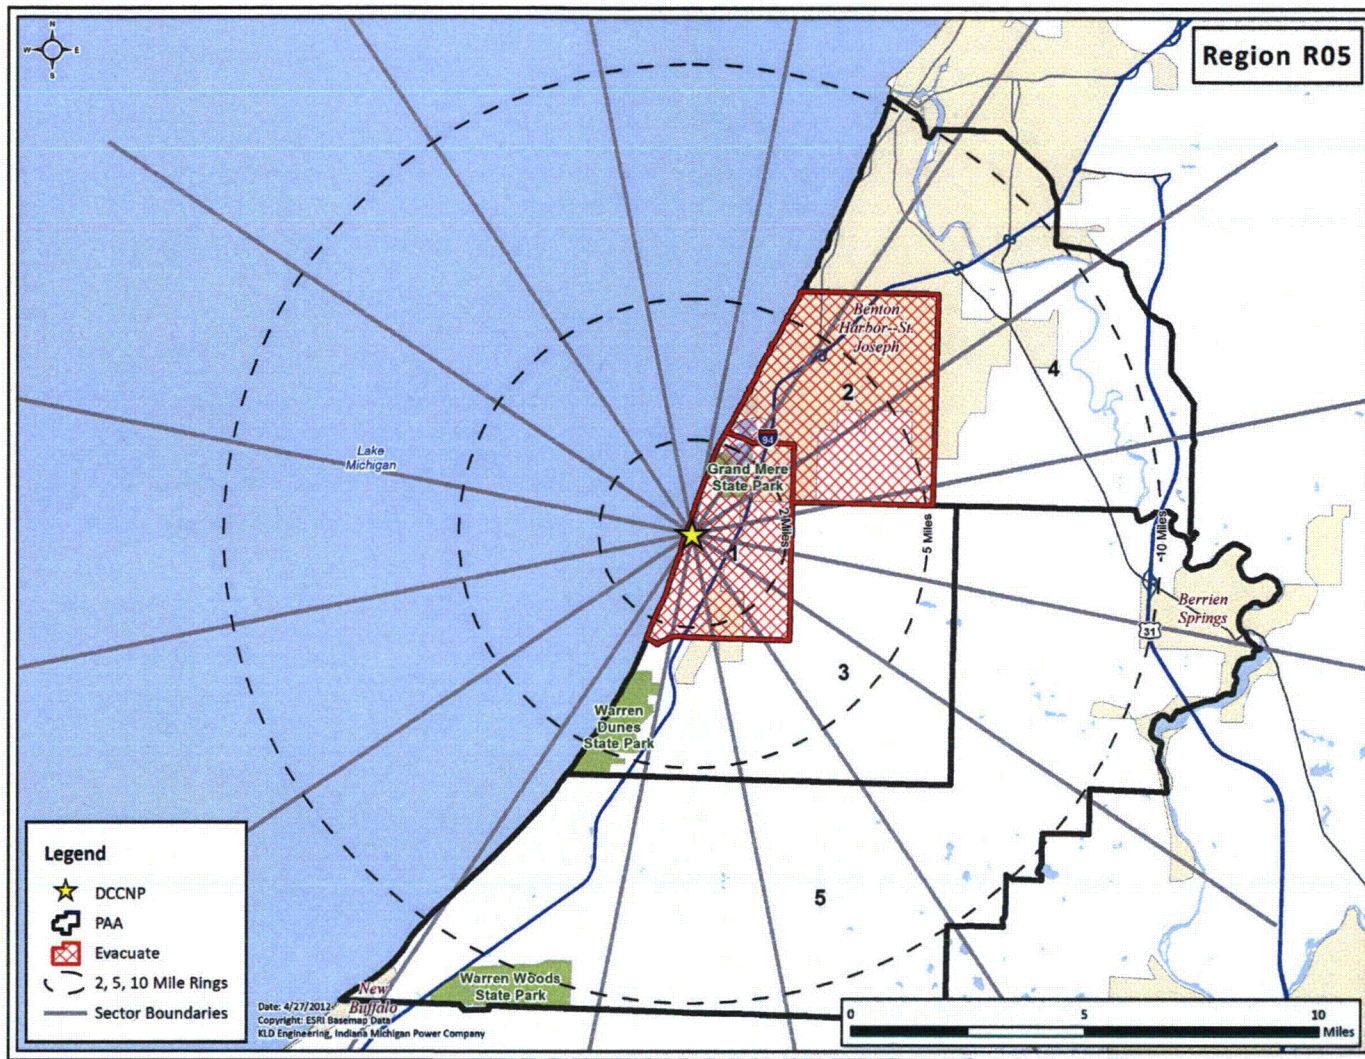 N
W E
S
Region R05
Benton
Harbor--St.
Joseph
4
2
Lake
Michigan
94
Grand Mere
State Park
2 Miles
1
5 Miles
10 Miles
Berrien
Springs
31
3
Warren
Dunes
State Park
5
Warren Woods
State Park
New
Buffalo
Legend
DCCNP
PAA
Evacuate
2, 5, 10 Mile Rings
Sector Boundaries
Date: 4/27/2012
Copyright: ESRI Basemap Data
KLD Engineering, Indiana Michigan Power Company
0 5 10
Miles